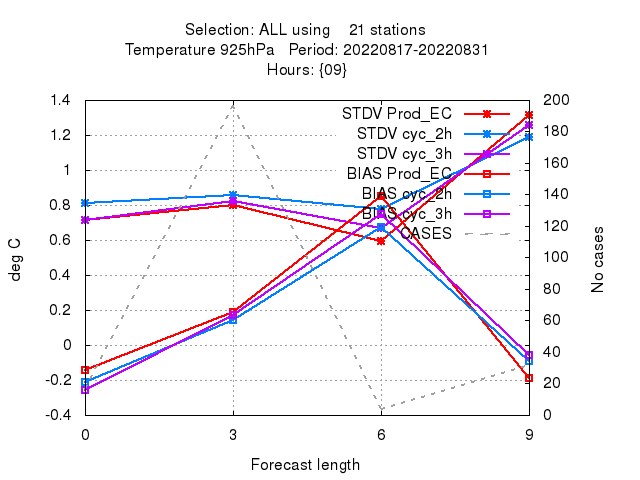 Selection: ALL using 21 stations
Temperature 925hPa Period: 20220817-20220831
Hours: {09}
1.4
1.2
1
0.8
0.6
0.4
0.2
0
-0.2
-0.4
deg C
STDV Prod_EC
STDV cyc_2h
STDV cyc_3h
BIAS Prod_EC
BIAS cyc_2h
BIAS cyc_3h
CASES
200
180
160
140
120
100
80
60
40
20
0
No cases
0 3 6 9
Forecast length